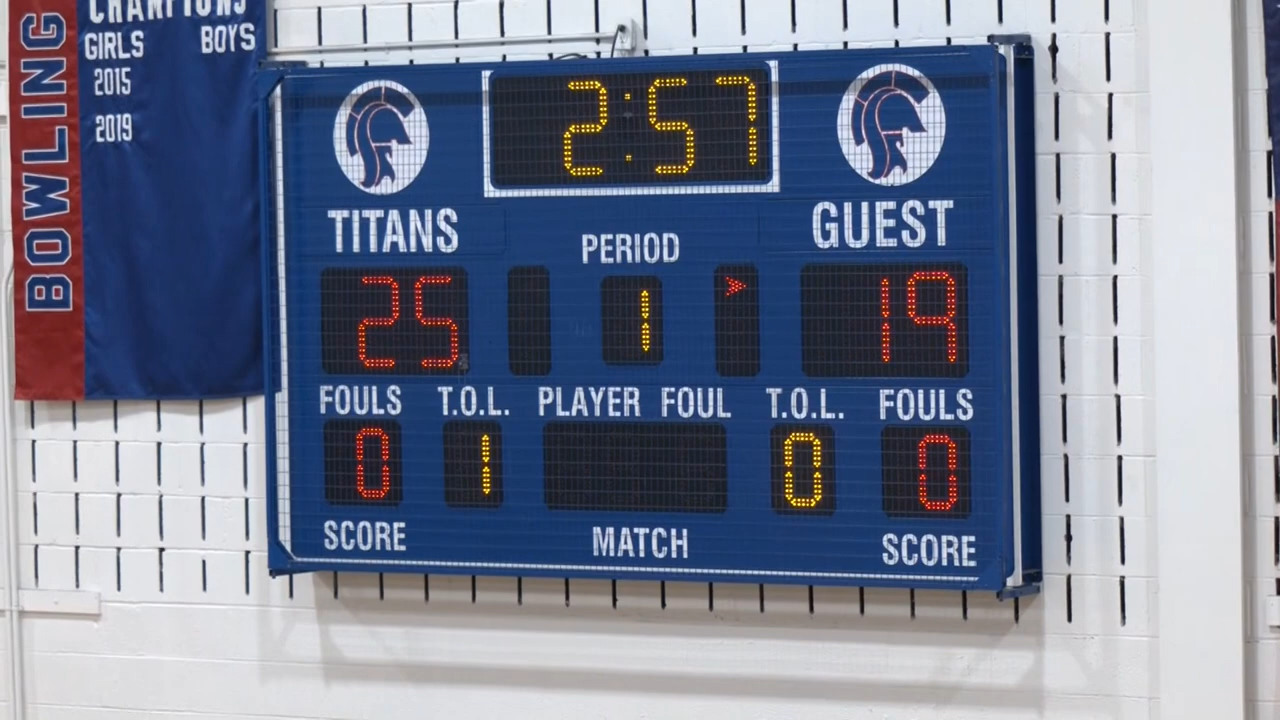 CHAMPIONS
GIRLS BOYS
2015
2019
BOWLING
2:57
TITANS GUEST
PERIOD
25 1 > 19
FOULS T.O.L. PLAYER FOUL T.O.L. FOULS
0 1 0 0
SCORE MATCH SCORE